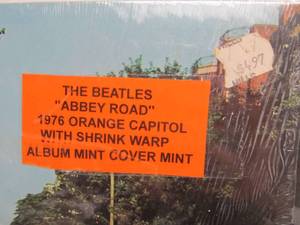 THE BEATLES
"ABBEY ROAD"
1976 ORANGE CAPITOL
WITH SHRINK WARP
ALBUM MINT COVER MINT